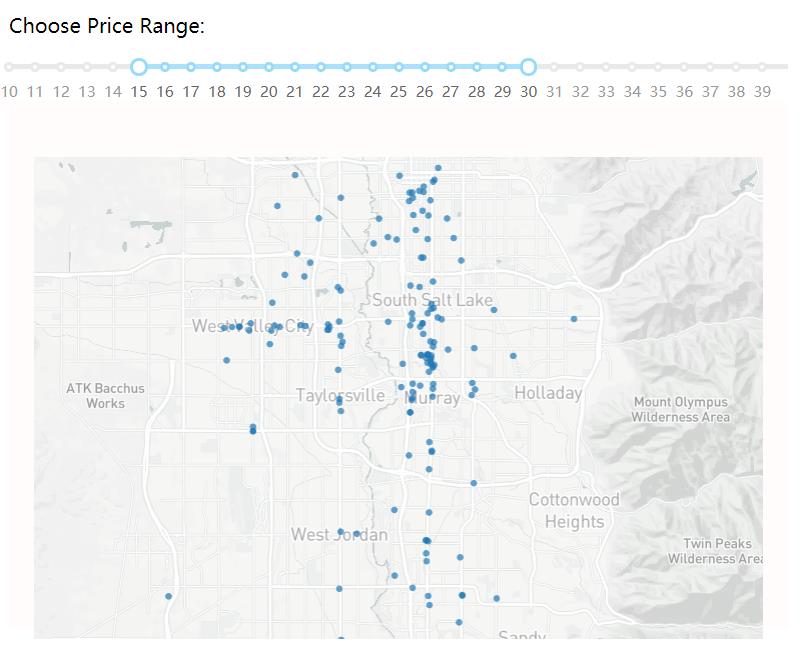 Choose Price Range:
10 11 12 13 14 15 16 17 18 19 20 21 22 23 24 25 26 27 28 29 30 31 32 33 34 35 36 37 38 39
South Salt Lake
West Valley City
ATK Bacchus
Works
Taylorsville
Murray
Holladay
Mount Olympus
Wilderness Area
Cottonwood
Heights
West Jordan
Twin Peaks
Wilderness Area
Sandy